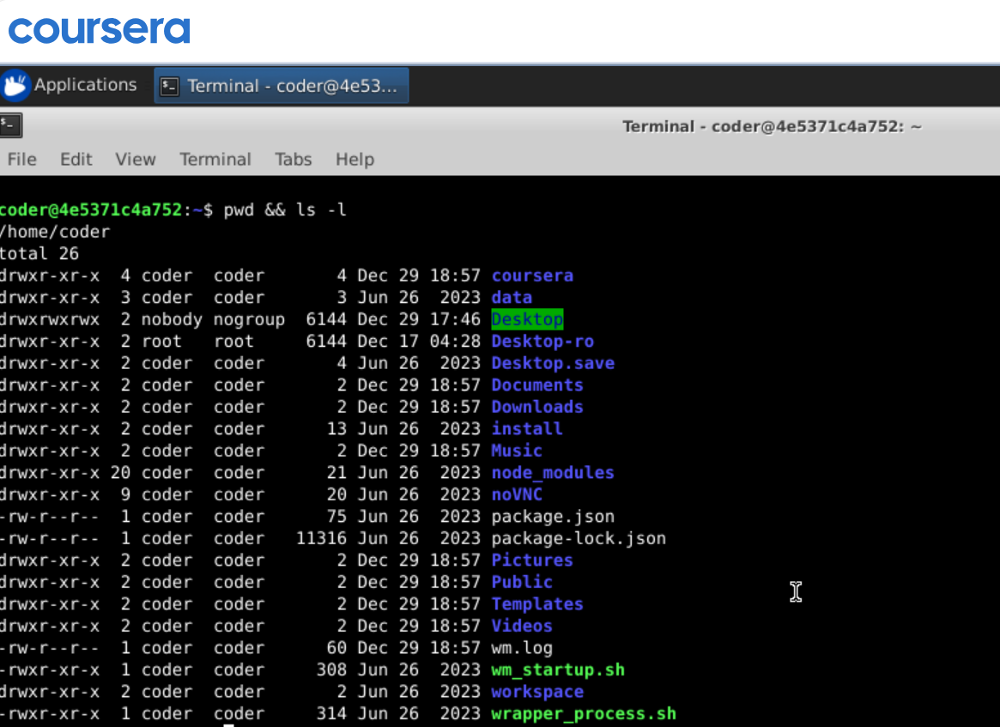 coursera
Applications Terminal - coder@4e53...
Terminal - coder@4e5371c4a752: ~
File Edit View Terminal Tabs Help
coder@4e5371c4a752:~$ pwd && ls -l
/home/coder
total 26
drwxr-xr-x  4 coder  coder      4 Dec 29 18:57 coursera
drwxr-xr-x  3 coder  coder      3 Jun 26  2023 data
drwxrwxrwx  2 nobody nogroup  6144 Dec 29 17:46 Desktop
drwxr-xr-x  2 root   root     6144 Dec 17 04:28 Desktop-ro
drwxr-xr-x  2 coder  coder      4 Jun 26  2023 Desktop.save
drwxr-xr-x  2 coder  coder      2 Dec 29 18:57 Documents
drwxr-xr-x  2 coder  coder      2 Dec 29 18:57 Downloads
drwxr-xr-x  2 coder  coder     13 Jun 26  2023 install
drwxr-xr-x  2 coder  coder      2 Dec 29 18:57 Music
drwxr-xr-x 20 coder  coder     21 Jun 26  2023 node_modules
drwxr-xr-x  9 coder  coder     20 Jun 26  2023 noVNC
-rw-r--r--  1 coder  coder     75 Jun 26  2023 package.json
-rw-r--r--  1 coder  coder  11316 Jun 26  2023 package-lock.json
drwxr-xr-x  2 coder  coder      2 Dec 29 18:57 Pictures
drwxr-xr-x  2 coder  coder      2 Dec 29 18:57 Public
drwxr-xr-x  2 coder  coder      2 Dec 29 18:57 Templates
drwxr-xr-x  2 coder  coder      2 Dec 29 18:57 Videos
-rw-r--r--  1 coder  coder     60 Dec 29 18:57 wm.log
-rwxr-xr-x  1 coder  coder    308 Jun 26  2023 wm_startup.sh
drwxr-xr-x  2 coder  coder      2 Jun 26  2023 workspace
-rwxr-xr-x  1 coder  coder    314 Jun 26  2023 wrapper_process.sh